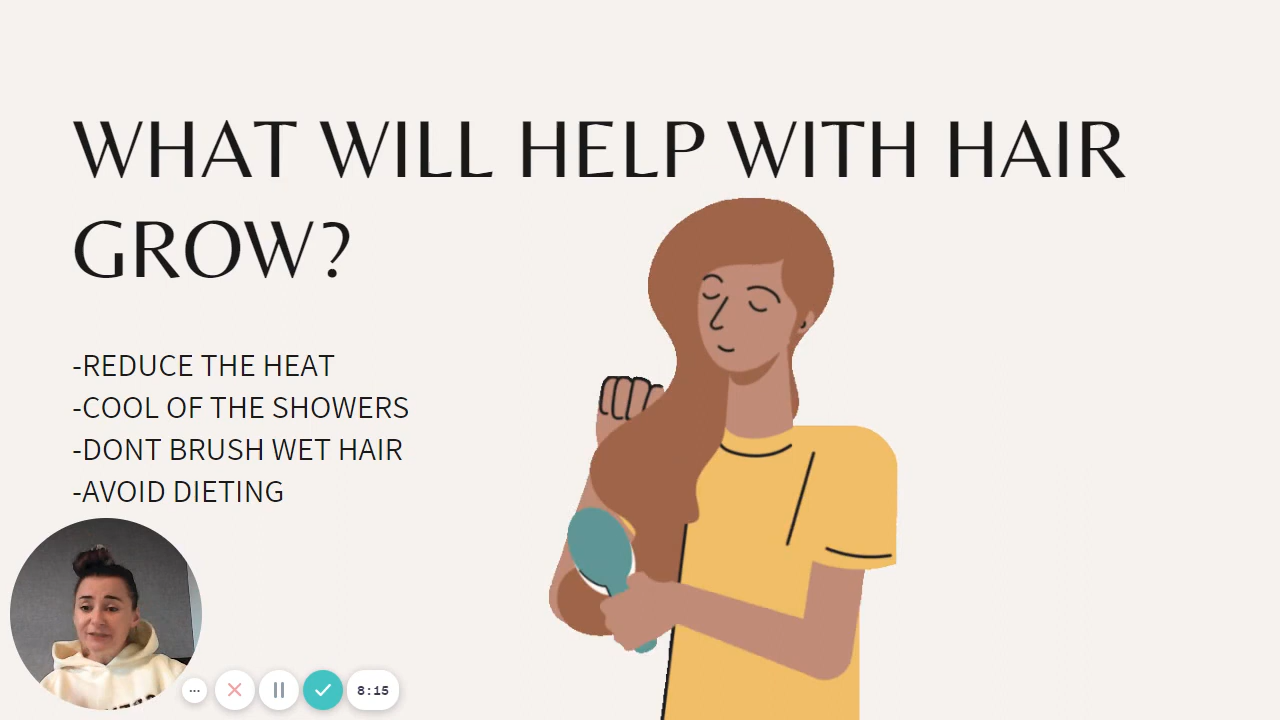 WHAT WILL HELP WITH HAIR
GROW?
-REDUCE THE HEAT
-COOL OF THE SHOWERS
-DONT BRUSH WET HAIR
-AVOID DIETING
8:15